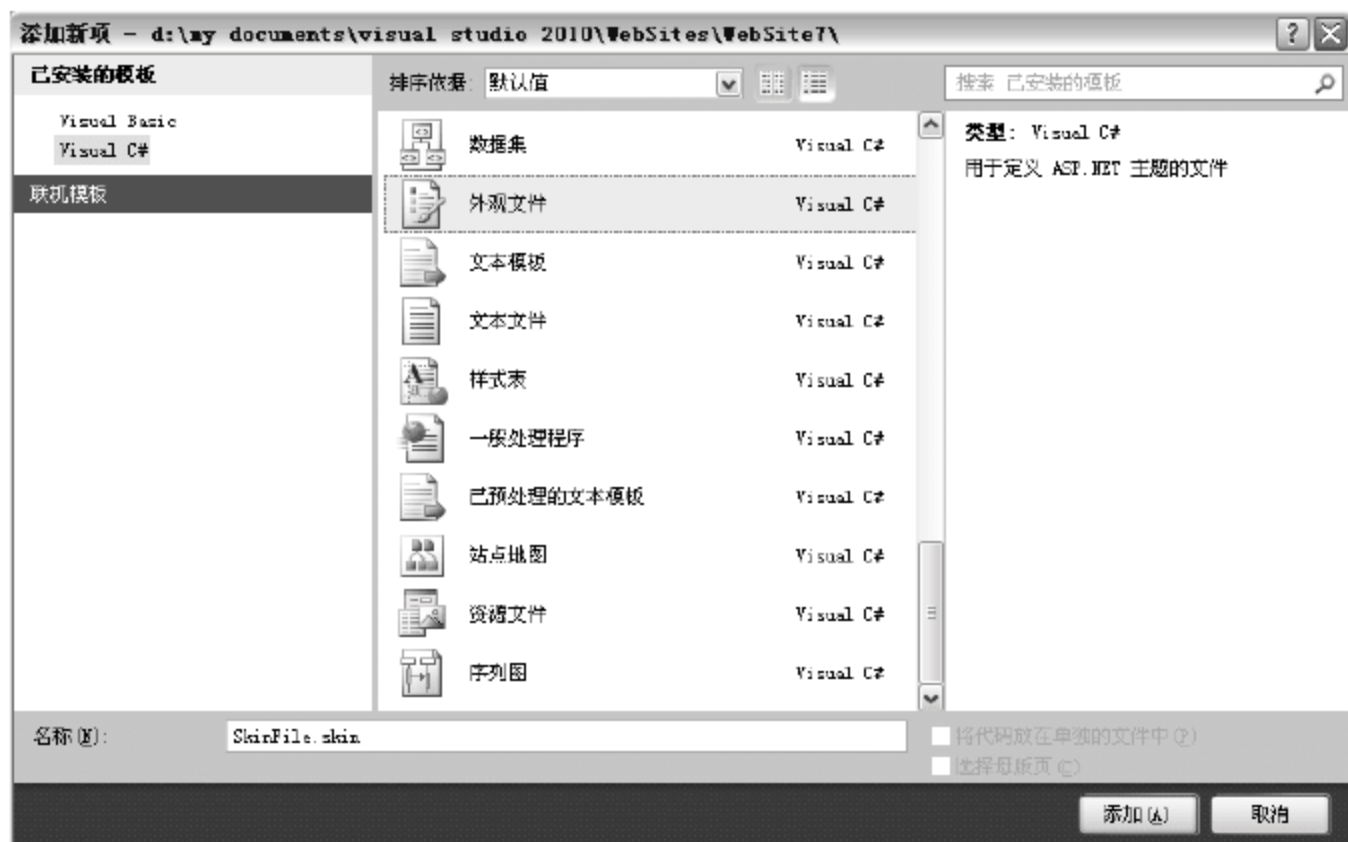 添加新项 - d:\my documents\visual studio 2010\WebSites\WebSite7\
已安装的模板
Visual Basic
Visual C#
联机模板
排序依据: 默认值
搜索 已安装的模板
数据集 Visual C#
外观文件 Visual C#
文本模板 Visual C#
文本文件 Visual C#
样式表 Visual C#
一般处理程序 Visual C#
已预处理的文本模板 Visual C#
站点地图 Visual C#
资源文件 Visual C#
序列图 Visual C#
类型: Visual C#
用于定义 ASP.NET 主题的文件
名称(N): SkinFile.skin
将代码放在单独的文件中(P)
选择母版页(C)
添加(A)
取消